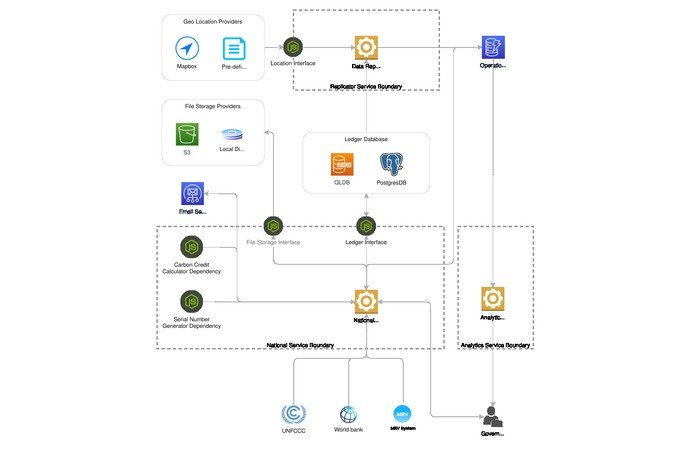 Geo Location Providers
Mapbox
Pre-defi...
Location Interface
Data Rep...
Replicator Service Boundary
Operatio...
File Storage Providers
S3
Local Di...
Ledger Database
QLDB
PostgresDB
Email Se...
File Storage Interface
Ledger Interface
Carbon Credit
Calculator Dependency
Serial Number
Generator Dependency
National...
National Service Boundary
Analytic...
Analytics Service Boundary
UNFCCC
World bank
MRV
MRV System
Govern...